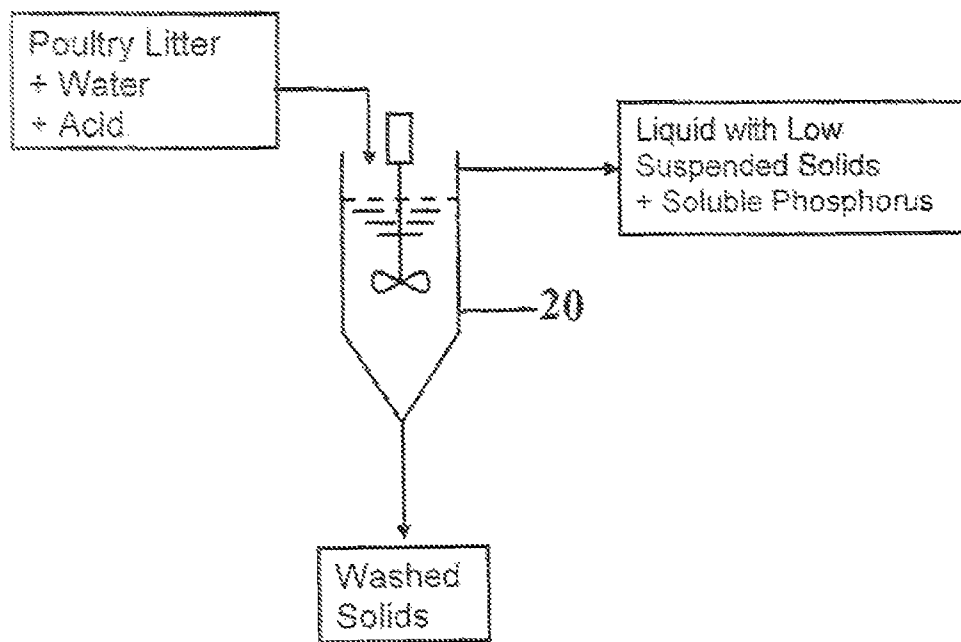 Poultry Litter
+ Water
+ Acid
Liquid with Low
Suspended Solids
+ Soluble Phosphorus
20
Washed
Solids